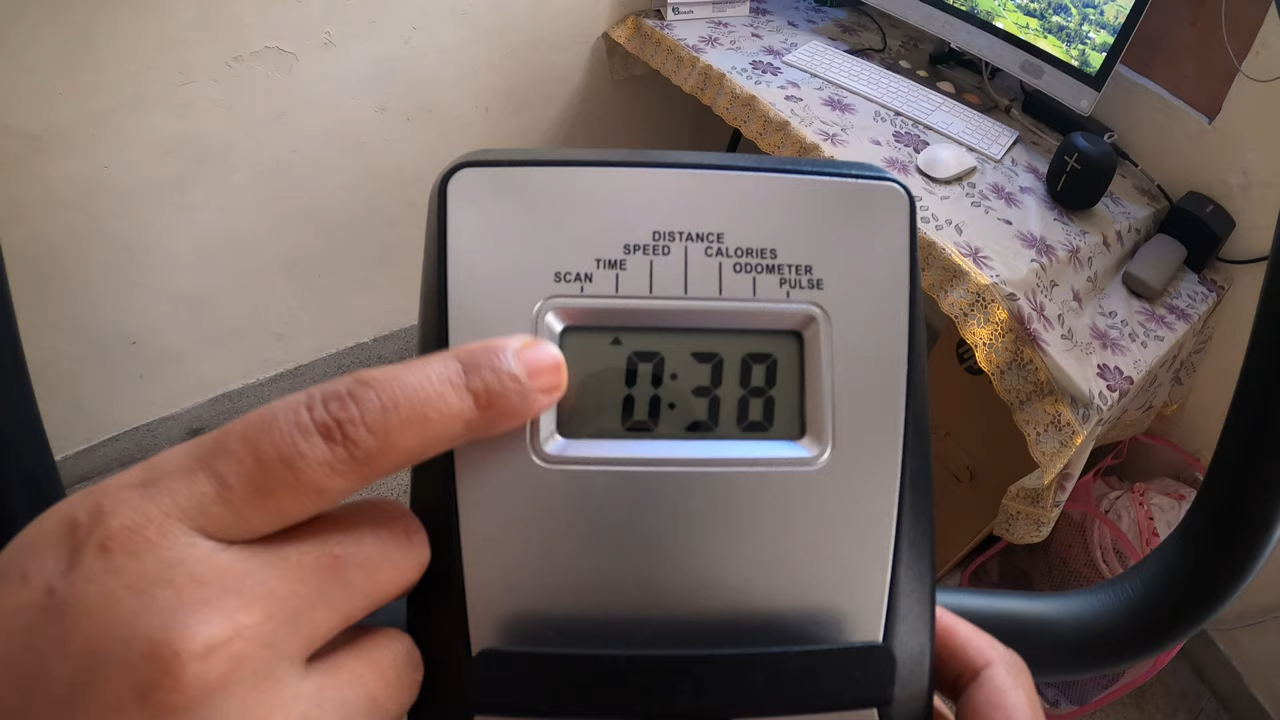 DISTANCE
SPEED CALORIES
TIME ODOMETER
SCAN PULSE
0:38